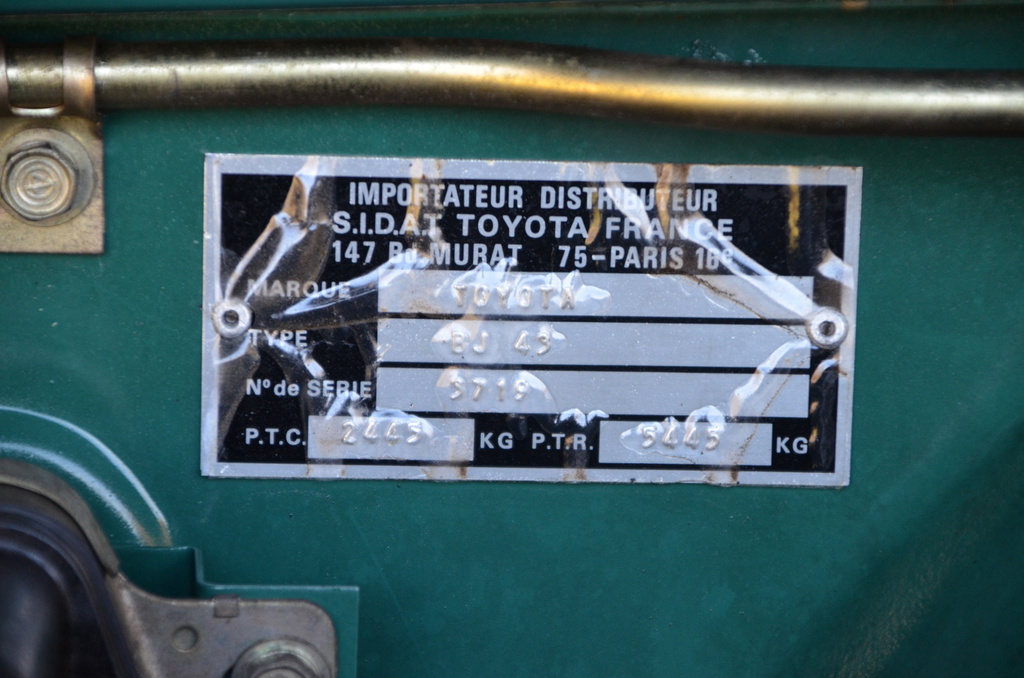 IMPORTATEUR DISTRIBUTEUR
S.I.D.A.T TOYOTA FRANCE
147 Bd MURAT 75-PARIS 16e
MARQUE TOYOTA
TYPE BJ 43
N° de SERIE 3719
P.T.C. 2445 KG P.T.R. 5445 KG